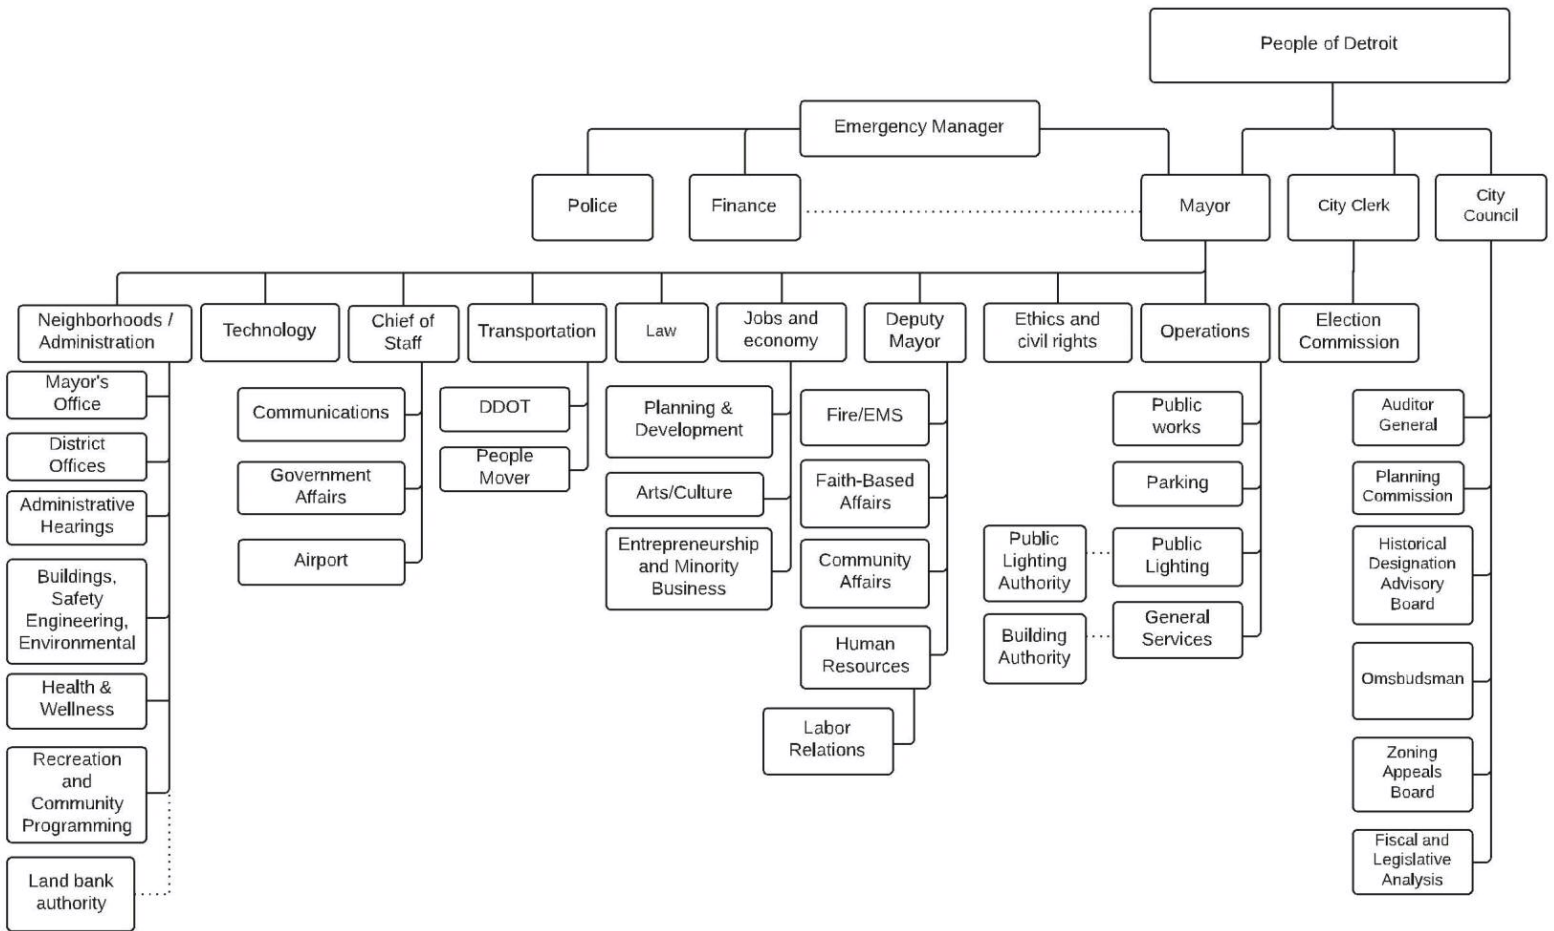 People of Detroit
Emergency Manager
Police
Finance
Mayor
City Clerk
City
Council
Neighborhoods /
Administration
Technology
Chief of
Staff
Transportation
Law
Jobs and
economy
Deputy
Mayor
Ethics and
civil rights
Operations
Election
Commission
Mayor's
Office
District
Offices
Administrative
Hearings
Buildings,
Safety
Engineering,
Environmental
Health &
Wellness
Recreation
and
Community
Programming
Land bank
authority
Communications
Government
Affairs
Airport
DDOT
People
Mover
Planning &
Development
Arts/Culture
Entrepreneurship
and Minority
Business
Fire/EMS
Faith-Based
Affairs
Community
Affairs
Human
Resources
Labor
Relations
Public
Lighting
Authority
Building
Authority
Public
works
Parking
Public
Lighting
General
Services
Auditor
General
Planning
Commission
Historical
Designation
Advisory
Board
Omsbudsman
Zoning
Appeals
Board
Fiscal and
Legislative
Analysis